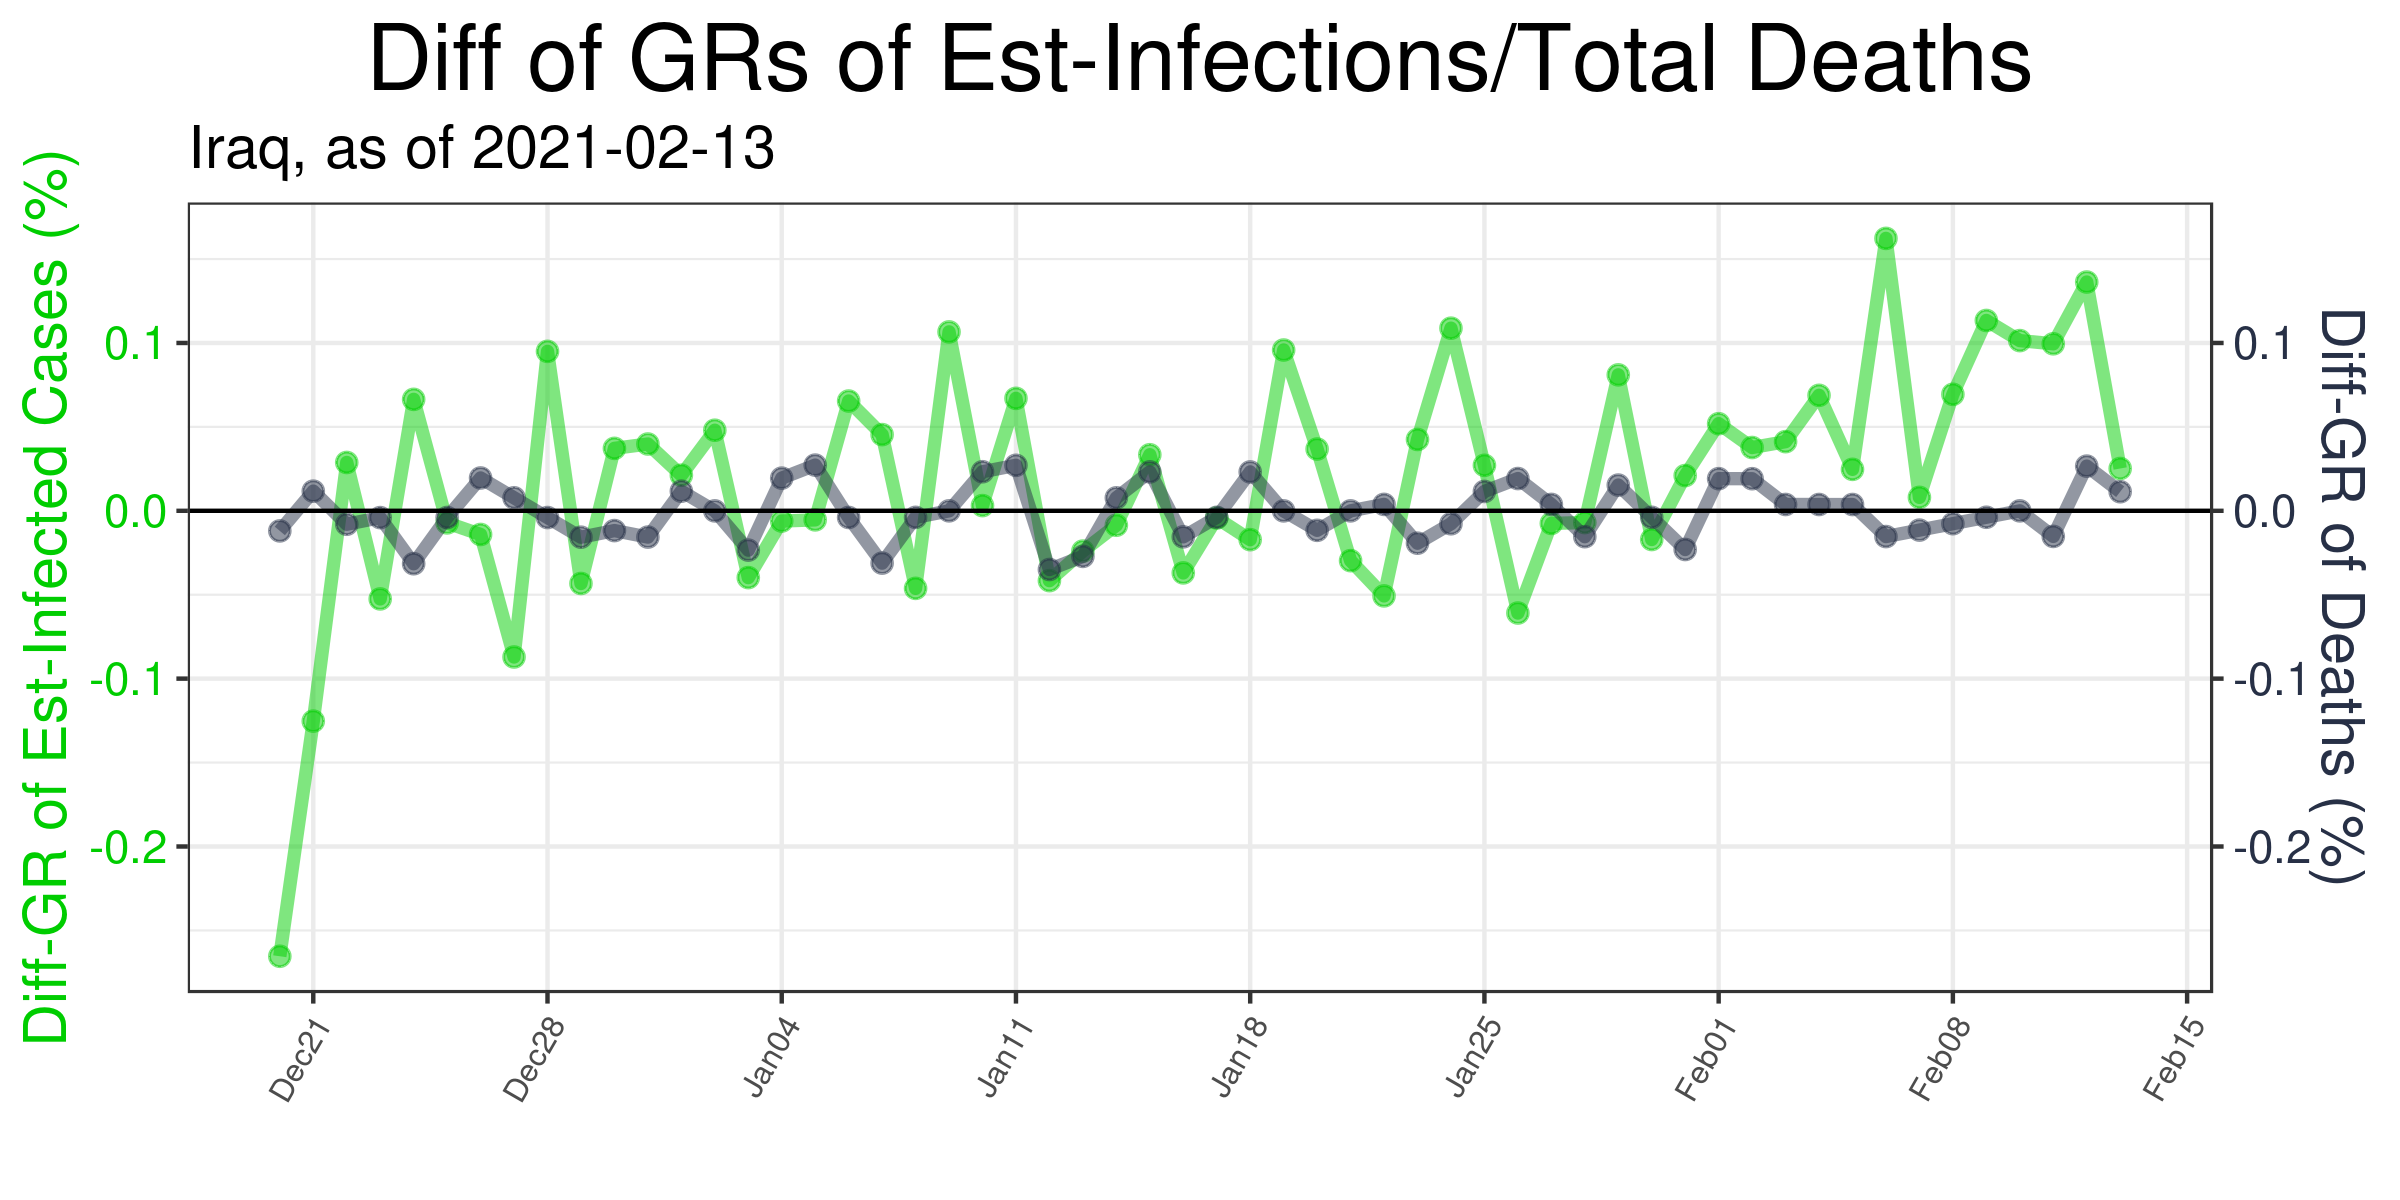 Diff of GRs of Est-Infections/Total Deaths
Iraq, as of 2021-02-13
Diff-GR of Est-Infected Cases (%)
0.1
0.0
-0.1
-0.2
0.1
0.0
-0.1
-0.2
Diff-GR of Deaths (%)
Dec21
Dec28
Jan04
Jan11
Jan18
Jan25
Feb01
Feb08
Feb15